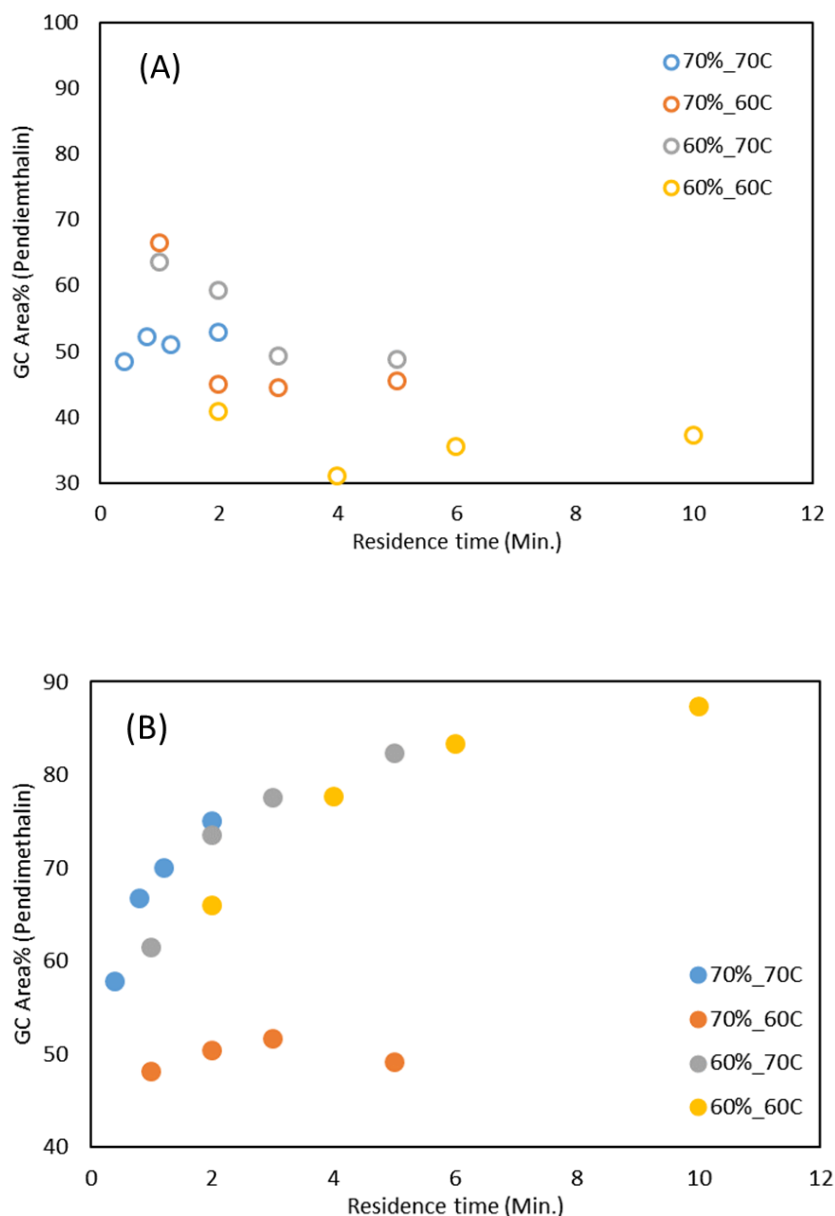 100
(A)
70%_70C
90
70%_60C
80
60%_70C
60%_60C
70
60
50
40
30
GC Area% (Pendiemthalin)
0 2 4 6 8 10 12
Residence time (Min.)
90
(B)
80
70
60
50
40
GC Area% (Pendimethalin)
70%_70C
70%_60C
60%_70C
60%_60C
0 2 4 6 8 10 12
Residence time (Min.)